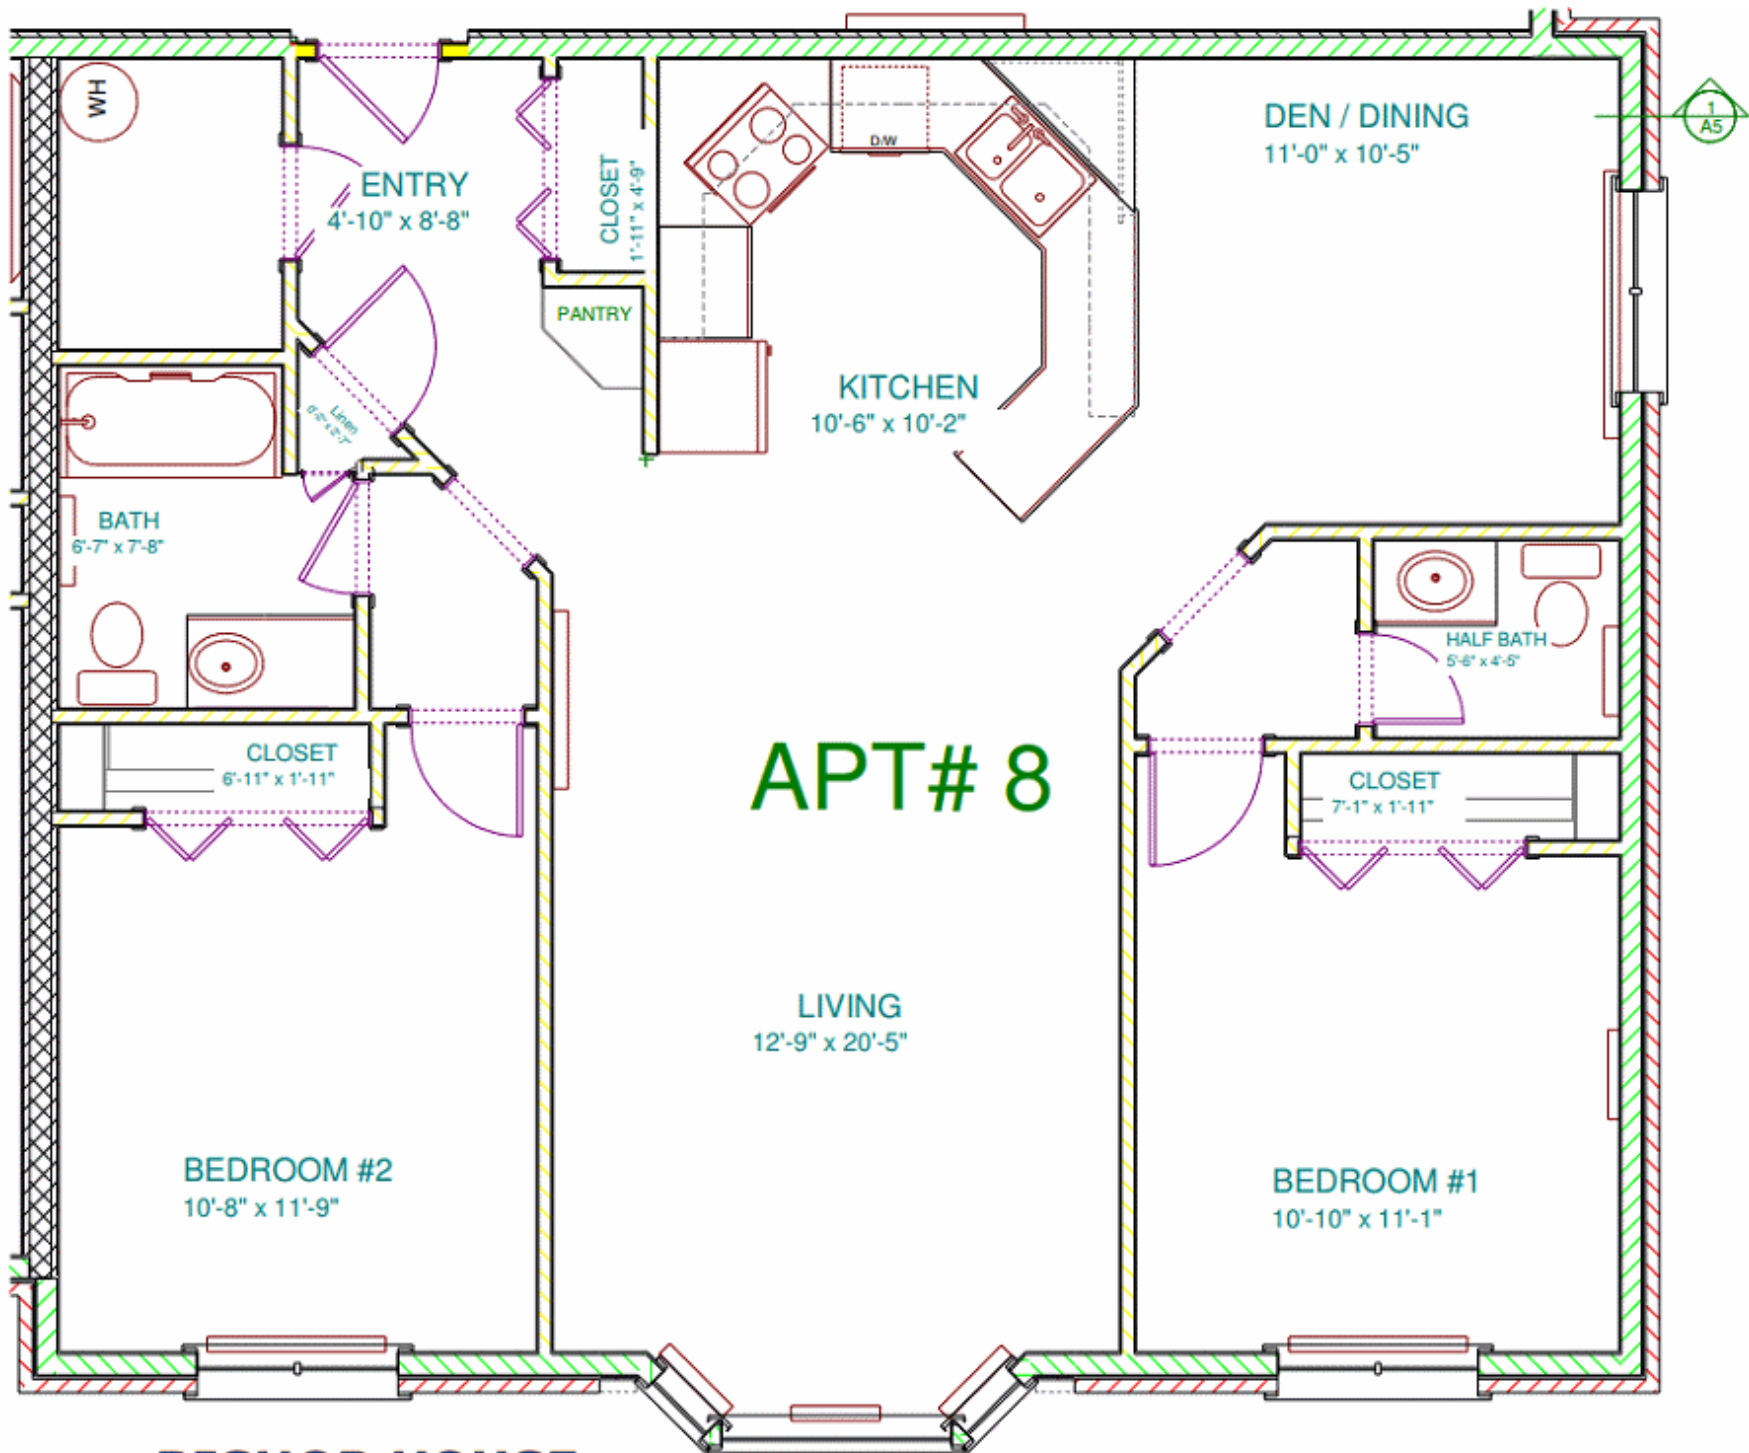 WH
ENTRY
4'-10" x 8'-8"
CLOSET
1'-11" x 4'-9"
PANTRY
D/W
KITCHEN
10'-6" x 10'-2"
DEN / DINING
11'-0" x 10'-5"
1
A5
Linen
BATH
6'-7" x 7'-8"
HALF BATH
5'-6" x 4'-5"
CLOSET
6'-11" x 1'-11"
APT# 8
CLOSET
7'-1" x 1'-11"
LIVING
12'-9" x 20'-5"
BEDROOM #2
10'-8" x 11'-9"
BEDROOM #1
10'-10" x 11'-1"